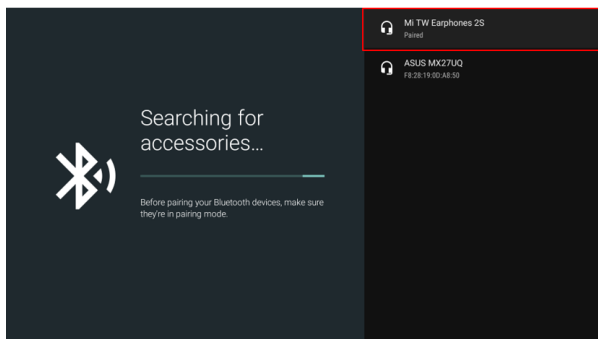 Searching for
accessories...
Before pairing your Bluetooth devices, make sure
they're in pairing mode.
Mi TW Earphones 2S
Paired
ASUS MX27UQ
F8:28:19:0D:A8:50